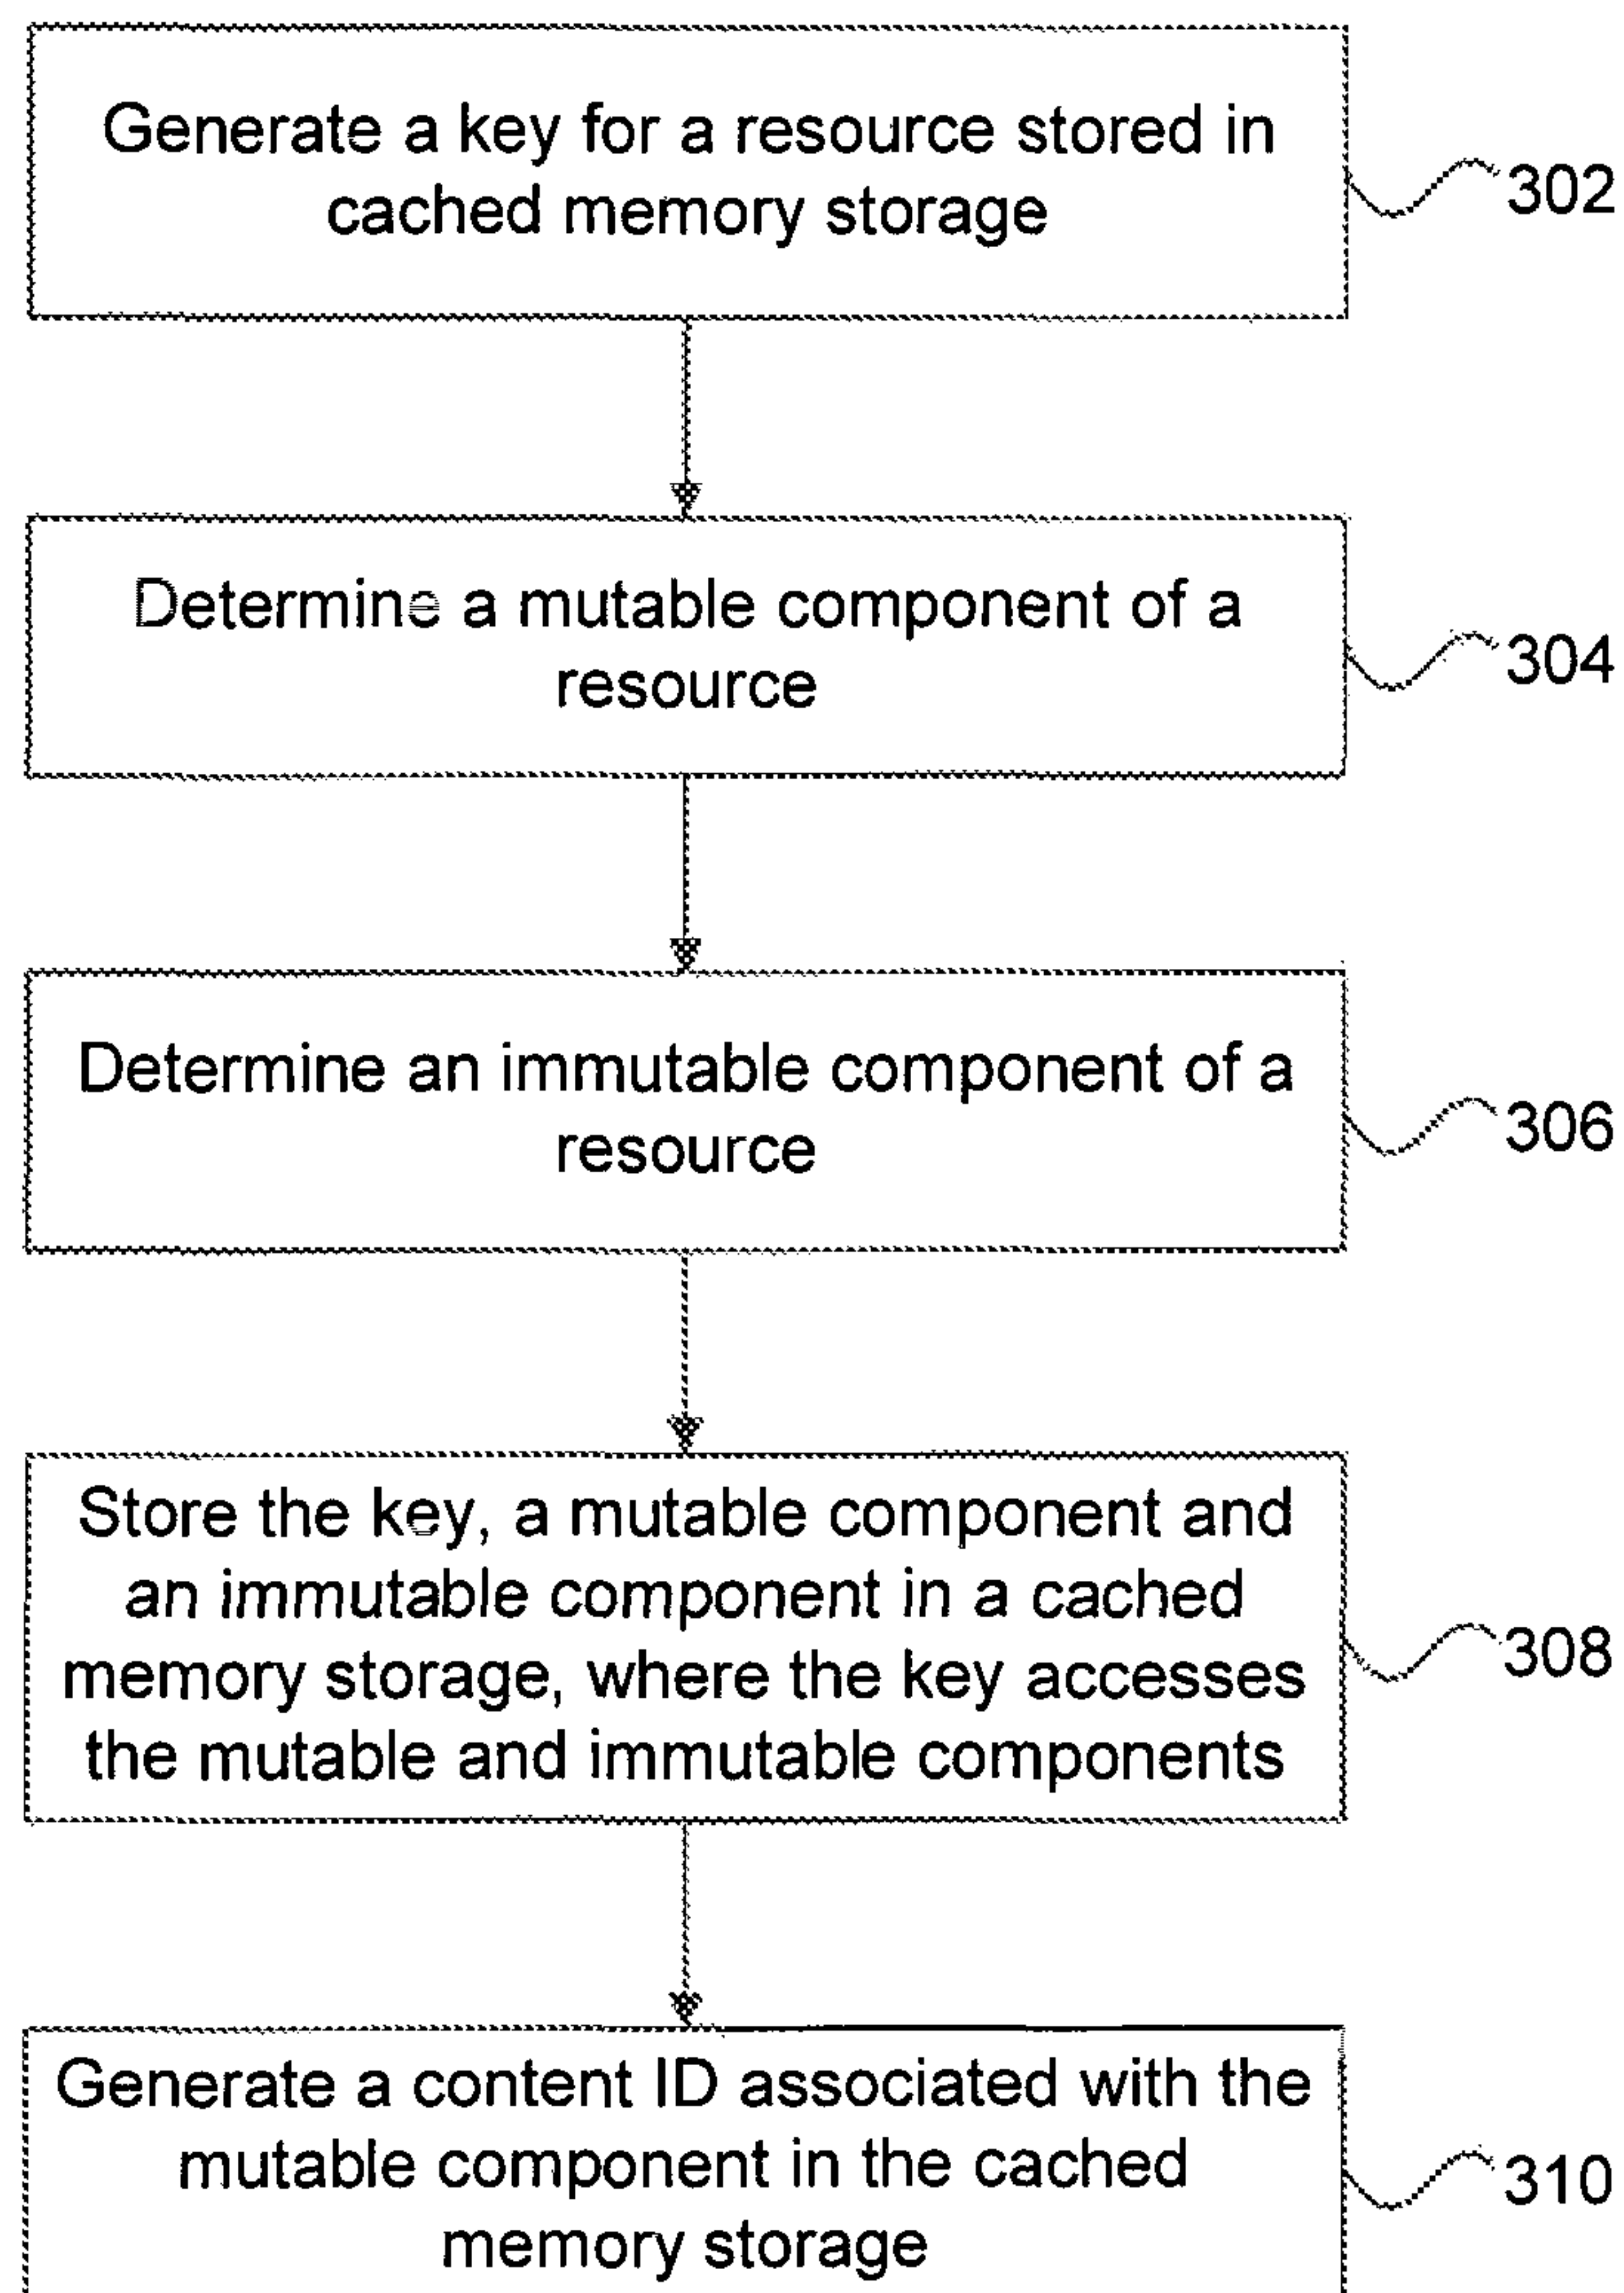 Generate a key for a resource stored in
cached memory storage
302
Determine a mutable component of a
resource
304
Determine an immutable component of a
resource
306
Store the key, a mutable component and
an immutable component in a cached
memory storage, where the key accesses
the mutable and immutable components
308
Generate a content ID associated with the
mutable component in the cached
memory storage
310